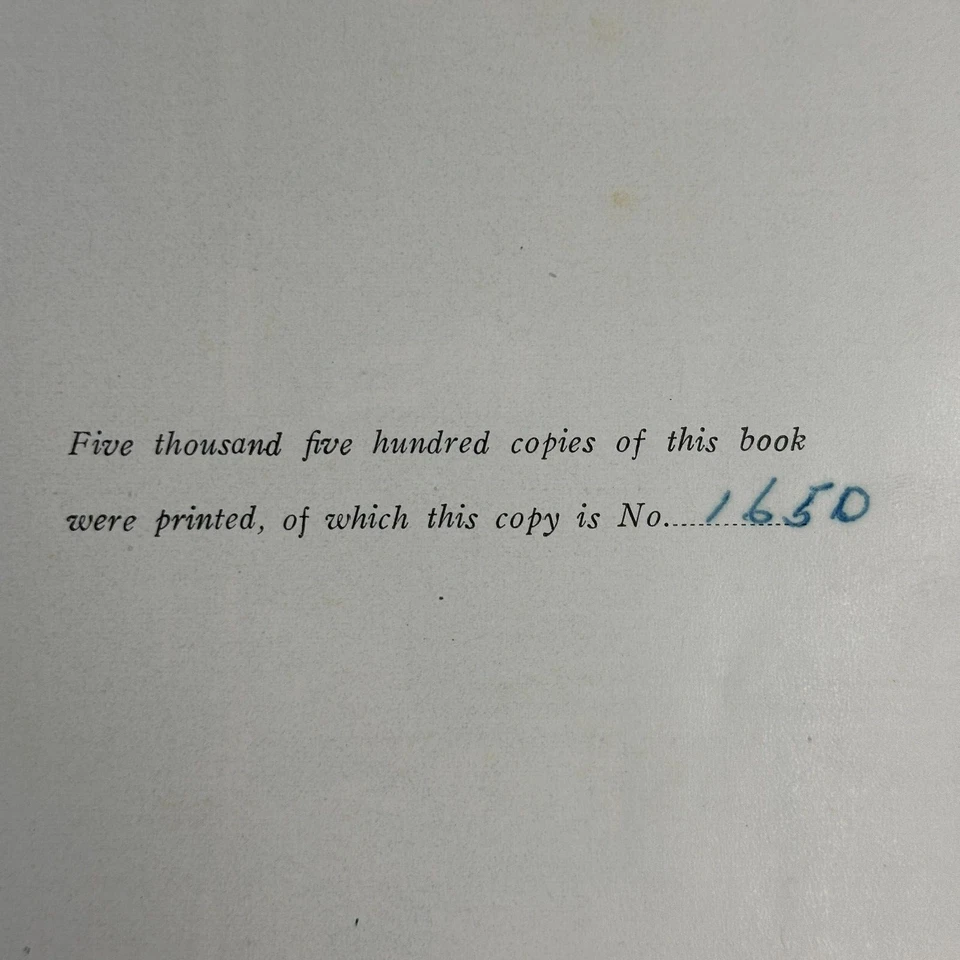 Five thousand five hundred copies of this book
were printed, of which this copy is No. 1650